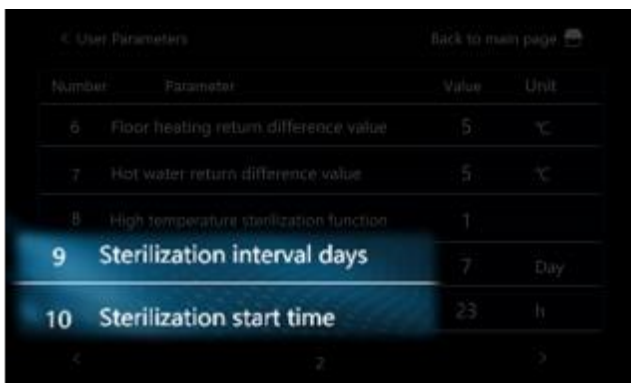 < User Parameters Back to main page
Number Parameter Value Unit
6 Floor heating return difference value 5 ℃
7 Hot water return difference value 5 ℃
8 High temperature sterilization function 1
9 Sterilization interval days 7 Day
10 Sterilization start time 23 h
< 2 >